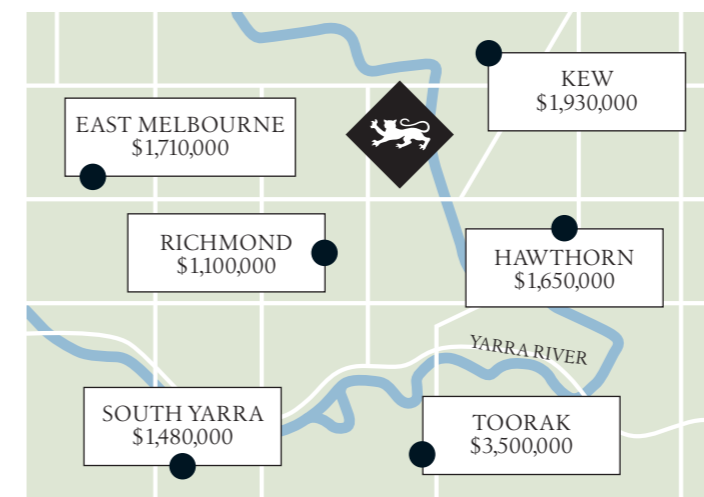 KEW
$1,930,000
EAST MELBOURNE
$1,710,000
RICHMOND
$1,100,000
HAWTHORN
$1,650,000
YARRA RIVER
SOUTH YARRA
$1,480,000
TOORAK
$3,500,000